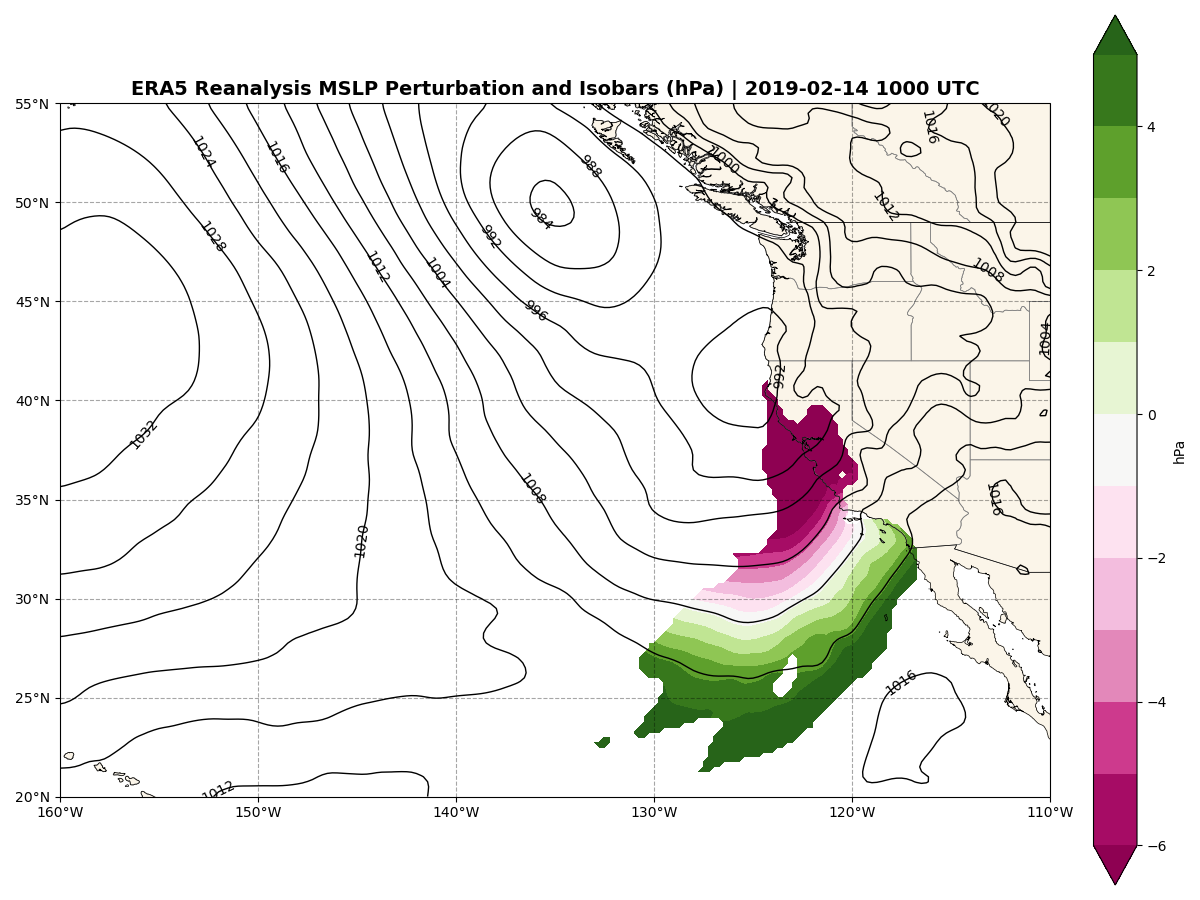 ERA5 Reanalysis MSLP Perturbation and Isobars (hPa) | 2019-02-14 1000 UTC
55°N
50°N
45°N
40°N
35°N
30°N
25°N
20°N
160°W
150°W
140°W
130°W
120°W
110°W
1024
1016
988
1000
1016
1020
1028
984
992
1012
1012
1004
1008
996
1004
992
1032
1008
1016
1020
1016
1012
4
2
0
−2
−4
−6
hPa